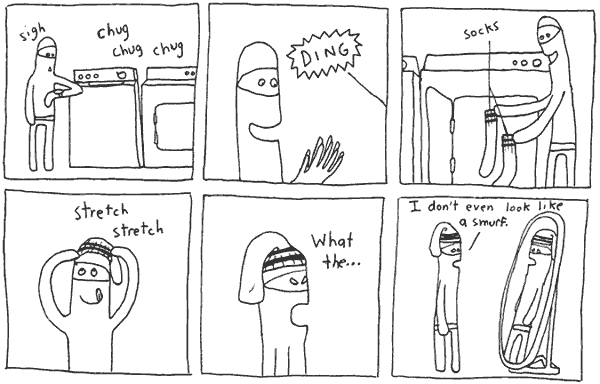 sigh
chug
chug chug
DING
socks
stretch
stretch
What
the...
I don't even look like
a smurf.